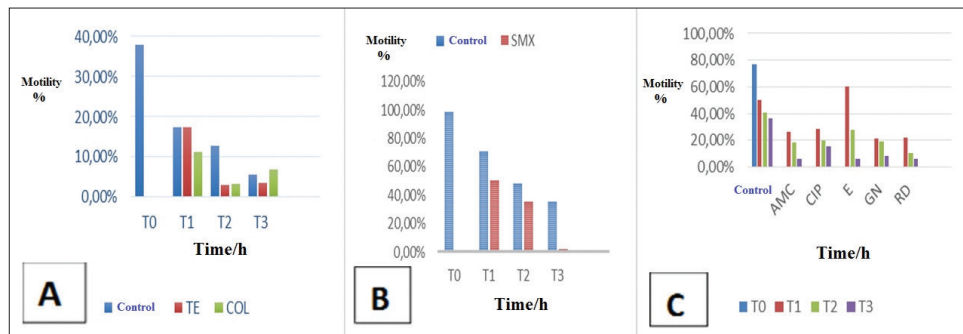 40,00%
Motility
%
30,00%
20,00%
10,00%
0,00%
T0 T1 T2 T3
Time/h
A
Control TE COL
Motility
%
Control SMX
120,00%
100,00%
80,00%
60,00%
40,00%
20,00%
0,00%
T0 T1 T2 T3
Time/h
B
100,00%
Motility
%
80,00%
60,00%
40,00%
20,00%
0,00%
Control AMC CIP E GN RD
Time/h
C
T0 T1 T2 T3